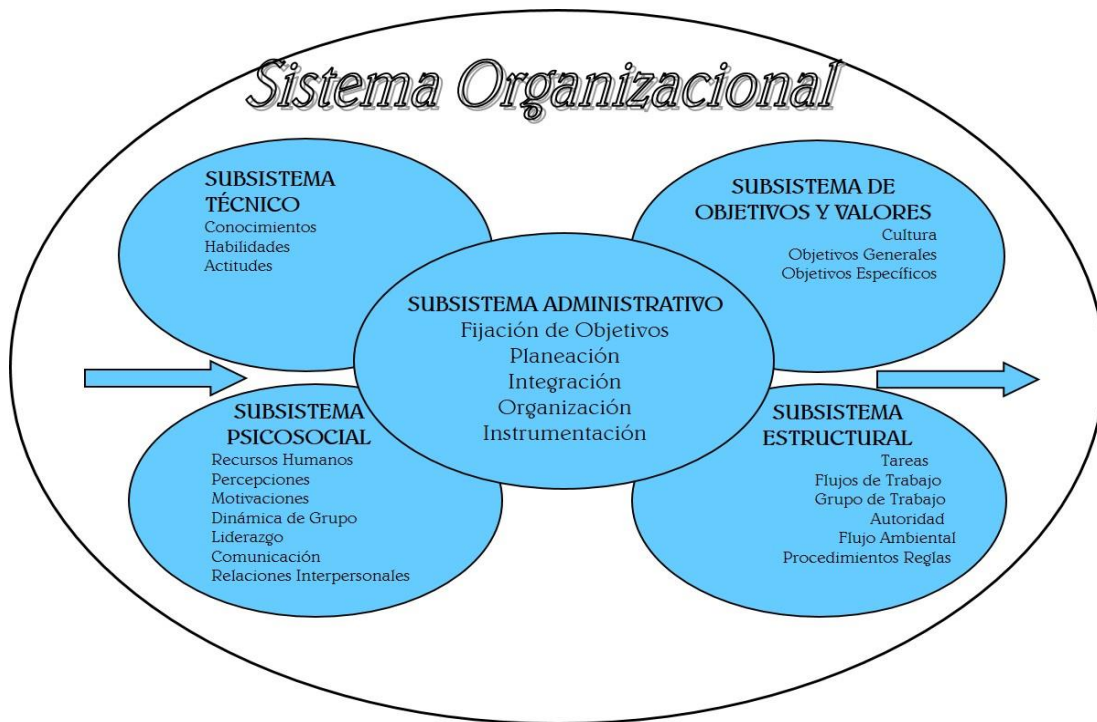 Sistema Organizacional
SUBSISTEMA
TÉCNICO
Conocimientos
Habilidades
Actitudes
SUBSISTEMA DE
OBJETIVOS Y VALORES
Cultura
Objetivos Generales
Objetivos Específicos
SUBSISTEMA ADMINISTRATIVO
Fijación de Objetivos
Planeación
Integración
Organización
Instrumentación
SUBSISTEMA
PSICOSOCIAL
Recursos Humanos
Percepciones
Motivaciones
Dinámica de Grupo
Liderazgo
Comunicación
Relaciones Interpersonales
SUBSISTEMA
ESTRUCTURAL
Tareas
Flujos de Trabajo
Grupo de Trabajo
Autoridad
Flujo Ambiental
Procedimientos Reglas